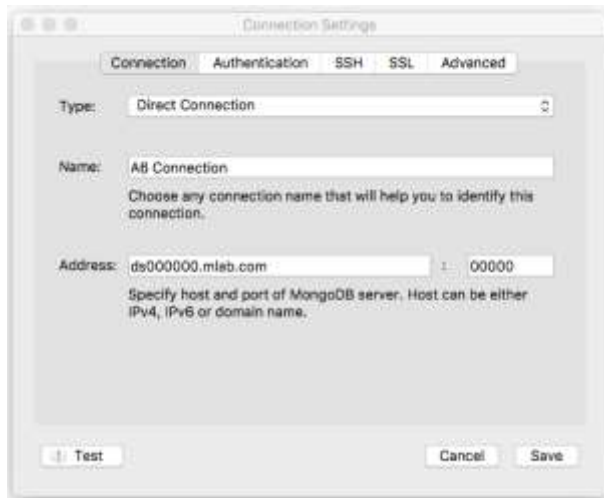 Connection Settings
Connection Authentication SSH SSL Advanced
Type: Direct Connection
Name: AB Connection
Choose any connection name that will help you to identify this
connection.
Address: ds000000.mlab.com : 00000
Specify host and port of MongoDB server. Host can be either
IPv4, IPv6 or domain name.
Test Cancel Save